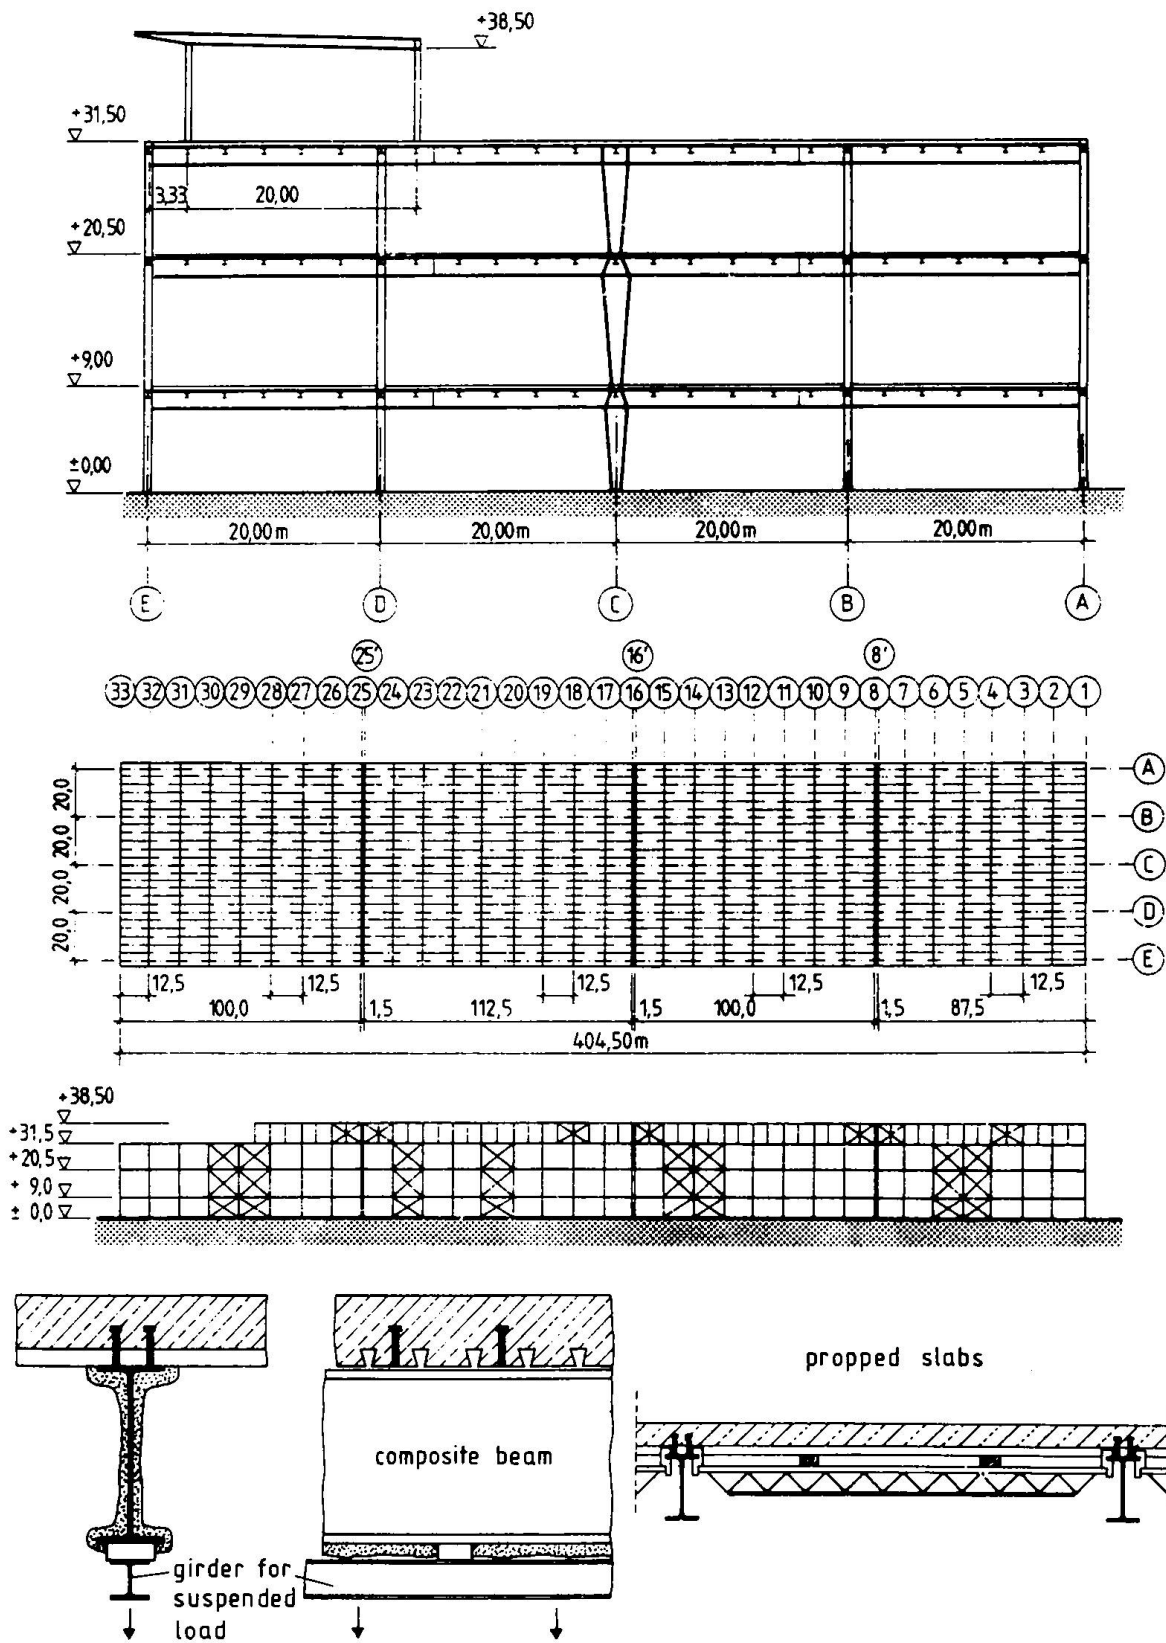 +38,50
+31,50
3,33 20,00
+20,50
+9,00
±0,00
20,00m 20,00m 20,00m 20,00m
E D C B A
25' 16' 8'
33 32 31 30 29 28 27 26 25 24 23 22 21 20 19 18 17 16 15 14 13 12 11 10 9 8 7 6 5 4 3 2 1
A
20,0
B
20,0
C
20,0
D
20,0
E
12,5 12,5 12,5 12,5 12,5
100,0 1,5 112,5 1,5 100,0 1,5 87,5
404,50m
+38,50
+31,5
+20,5
+ 9,0
± 0,0
propped slabs
composite beam
girder for
suspended
load